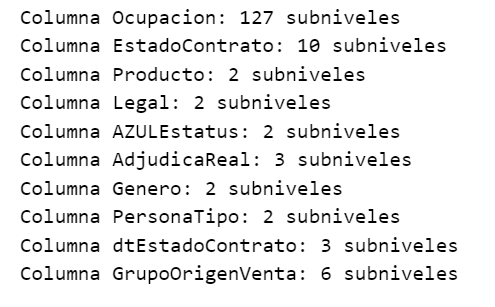 Columna Ocupacion: 127 subniveles
Columna EstadoContrato: 10 subniveles
Columna Producto: 2 subniveles
Columna Legal: 2 subniveles
Columna AZULEstatus: 2 subniveles
Columna AdjudicaReal: 3 subniveles
Columna Genero: 2 subniveles
Columna PersonaTipo: 2 subniveles
Columna dtEstadoContrato: 3 subniveles
Columna GrupoOrigenVenta: 6 subniveles